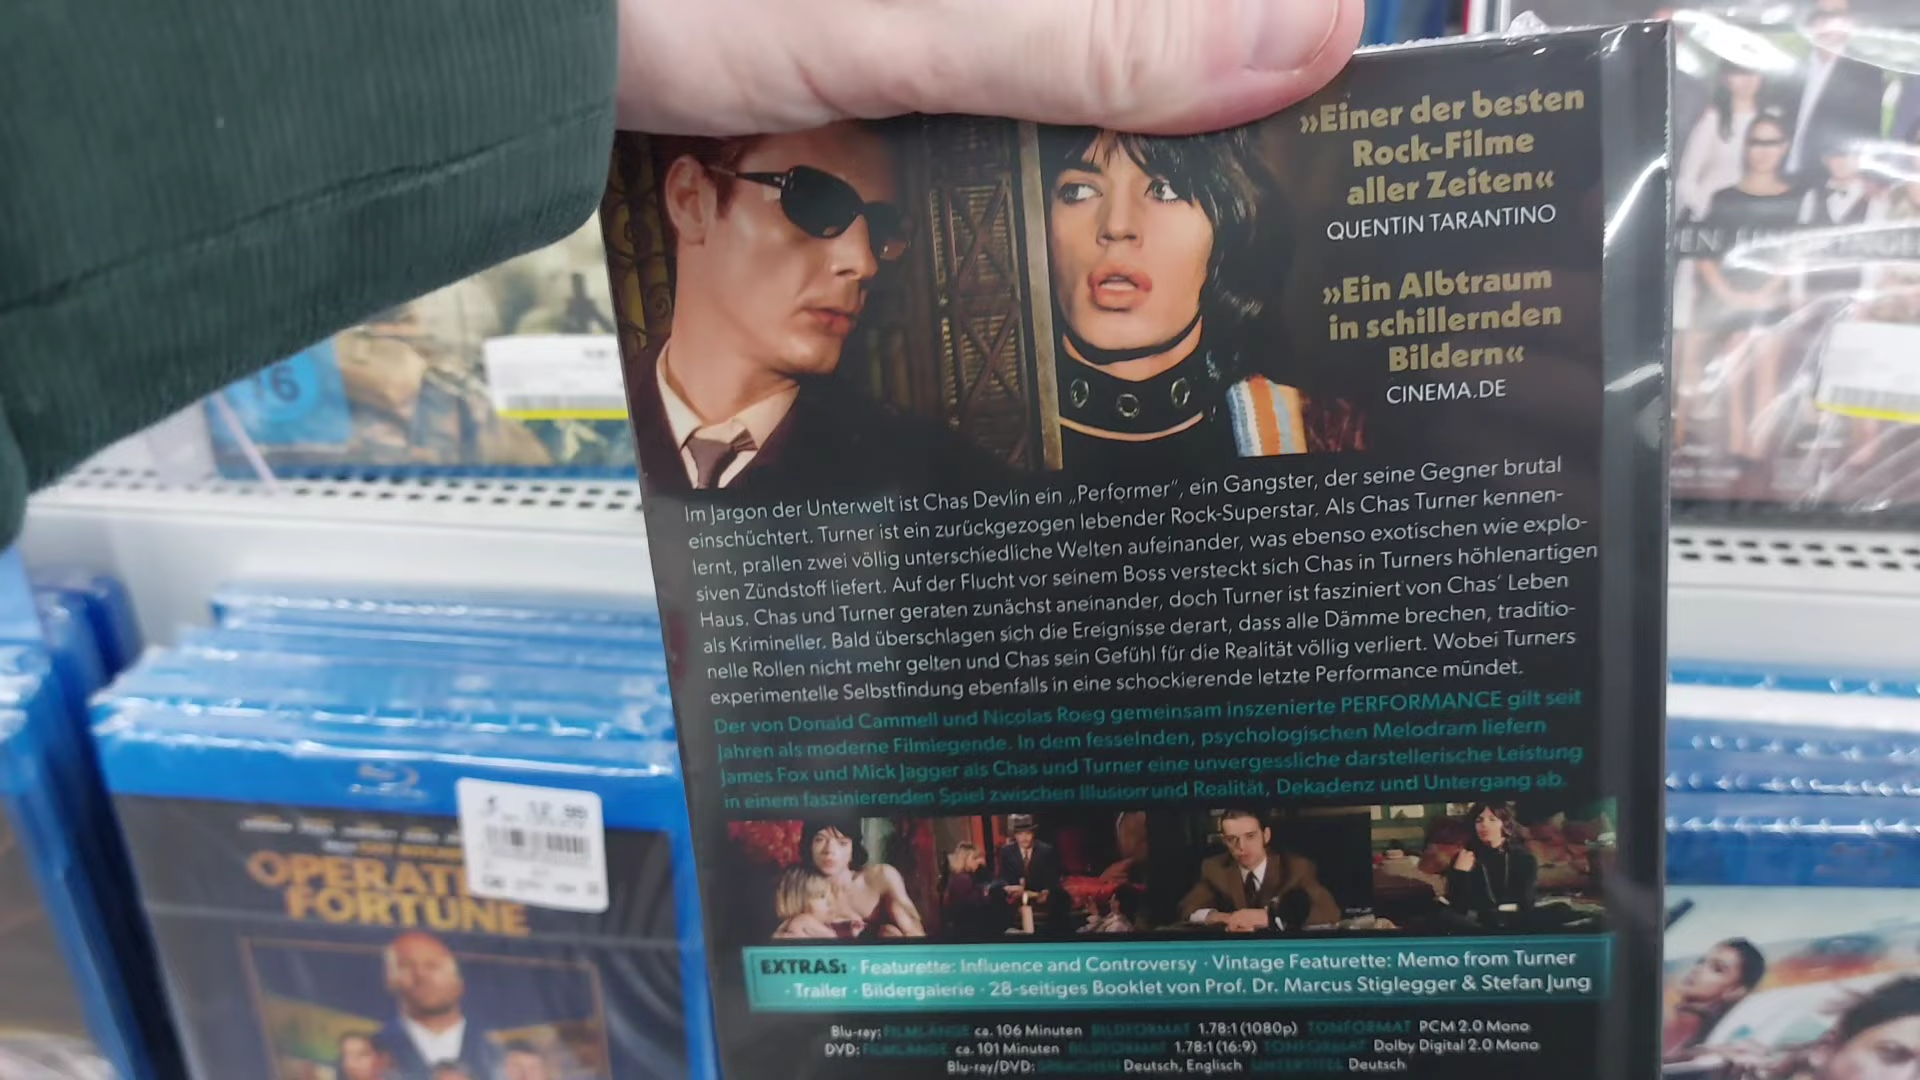 »Einer der besten
Rock-Filme
aller Zeiten«
QUENTIN TARANTINO
»Ein Albtraum
in schillernden
Bildern«
CINEMA.DE
Im Jargon der Unterwelt ist Chas Devlin ein „Performer“, ein Gangster, der seine Gegner brutal
einschüchtert. Turner ist ein zurückgezogen lebender Rock-Superstar. Als Chas Turner kennen-
lernt, prallen zwei völlig unterschiedliche Welten aufeinander, was ebenso exotischen wie explo-
siven Zündstoff liefert. Auf der Flucht vor seinem Boss versteckt sich Chas in Turners höhlenartigen
Haus. Chas und Turner geraten zunächst aneinander, doch Turner ist fasziniert von Chas’ Leben
als Krimineller. Bald überschlagen sich die Ereignisse derart, dass alle Dämme brechen, traditio-
nelle Rollen nicht mehr gelten und Chas sein Gefühl für die Realität völlig verliert. Wobei Turners
experimentelle Selbstfindung ebenfalls in eine schockierende letzte Performance mündet.
Der von Donald Cammell und Nicolas Roeg gemeinsam inszenierte PERFORMANCE gilt seit
Jahren als moderne Filmlegende. In dem fesselnden, psychologischen Melodram liefern
James Fox und Mick Jagger als Chas und Turner eine unvergessliche darstellerische Leistung
in einem faszinierenden Spiel zwischen Illusion und Realität, Dekadenz und Untergang ab.
EXTRAS: · Featurette: Influence and Controversy · Vintage Featurette: Memo from Turner
· Trailer · Bildergalerie · 28-seitiges Booklet von Prof. Dr. Marcus Stiglegger & Stefan Jung
Blu-ray: FILMLÄNGE ca. 106 Minuten BILDFORMAT 1.78:1 (1080p) TONFORMAT PCM 2.0 Mono
DVD: FILMLÄNGE ca. 101 Minuten BILDFORMAT 1.78:1 (16:9) TONFORMAT Dolby Digital 2.0 Mono
Blu-ray/DVD: SPRACHEN Deutsch, Englisch UNTERTITEL Deutsch
16
12.99
OPERATI
FORTUNE